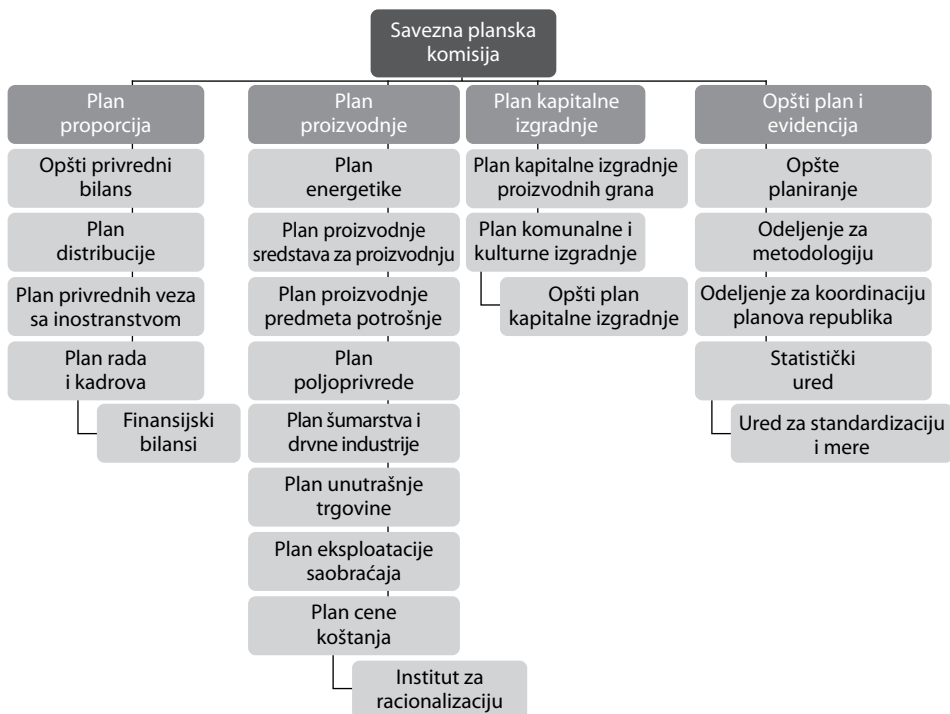 Savezna planska
komisija
Plan
proporcija
Opšti privredni
bilans
Plan
distribucije
Plan privrednih veza
sa inostranstvom
Plan rada
i kadrova
Finansijski
bilansi
Plan
proizvodnje
Plan
energetike
Plan proizvodnje
sredstava za proizvodnju
Plan proizvodnje
predmeta potrošnje
Plan
poljoprivrede
Plan šumarstva i
drvne industrije
Plan unutrašnje
trgovine
Plan eksploatacije
saobraćaja
Plan cene
koštanja
Institut za
racionalizaciju
Plan kapitalne
izgradnje
Plan kapitalne izgradnje
proizvodnih grana
Plan komunalne i
kulturne izgradnje
Opšti plan
kapitalne izgradnje
Opšti plan i
evidencija
Opšte
planiranje
Odeljenje za
metodologiju
Odeljenje za koordinaciju
planova republika
Statistički
ured
Ured za standardizaciju
i mere